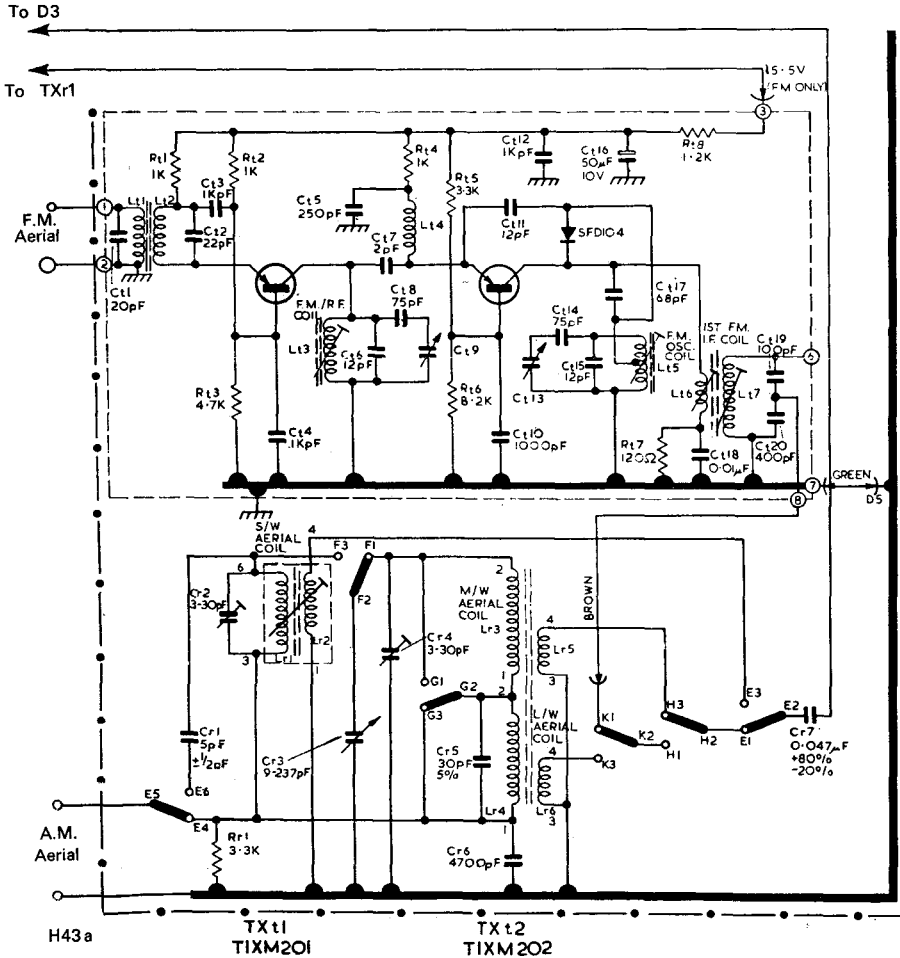 To D3
To TXr1
15·5V
(FM ONLY)
3
Rt1
1K
Rt2
1K
Ct3
1KpF
Lt1
Lt2
Ct2
22pF
F.M.
Aerial
1
2
Ct1
20pF
Rt4
1K
Ct5
250pF
Lt4
Ct7
2pF
Rt5
3·3K
Ct12
1KpF
Ct16
50µF
10V
Rt8
1·2K
Ct11
12pF
SFD104
Ct17
68pF
F.M./R.F.
COIL
Ct8
75pF
Lt3
Ct6
12pF
Ct9
Ct14
75pF
Ct15
12pF
Ct13
F.M.
OSC.
COIL
Lt5
1ST F.M.
I.F. COIL
Ct19
100pF
6
Lt6
Lt7
Rt3
4·7K
Ct4
1KpF
Rt6
8·2K
Ct10
1000pF
Rt7
120Ω
Ct18
0·01µF
Ct20
400pF
7
8
GREEN
D5
S/W
AERIAL
COIL
4
6
F3
F1
F2
Cr2
3-30pF
Lr1
Lr2
3
1
Cr4
3-30pF
M/W
AERIAL
COIL
2
Lr3
1
BROWN
4
Lr5
3
G1
G2
G3
2
L/W
AERIAL
COIL
4
Lr6
3
Lr4
1
Cr1
5pF
±1/2pF
Cr3
9-237pF
Cr5
30pF
5%
K1
K2
K3
H3
H2
H1
E3
E2
E1
Cr7
0·047µF
+80%
-20%
E5
E6
E4
A.M.
Aerial
Rr1
3·3K
Cr6
4700pF
H43a
TXt1
TIXM201
TXt2
TIXM202